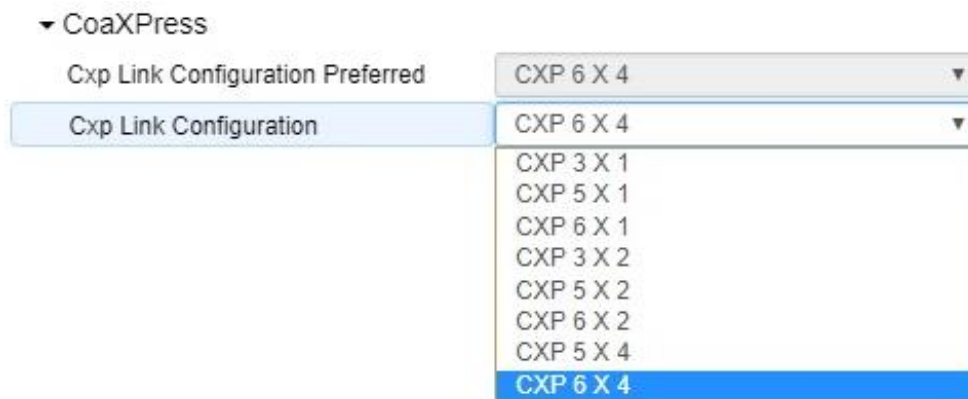 CoaXPress
Cxp Link Configuration Preferred CXP 6 X 4
Cxp Link Configuration CXP 6 X 4
CXP 3 X 1
CXP 5 X 1
CXP 6 X 1
CXP 3 X 2
CXP 5 X 2
CXP 6 X 2
CXP 5 X 4
CXP 6 X 4